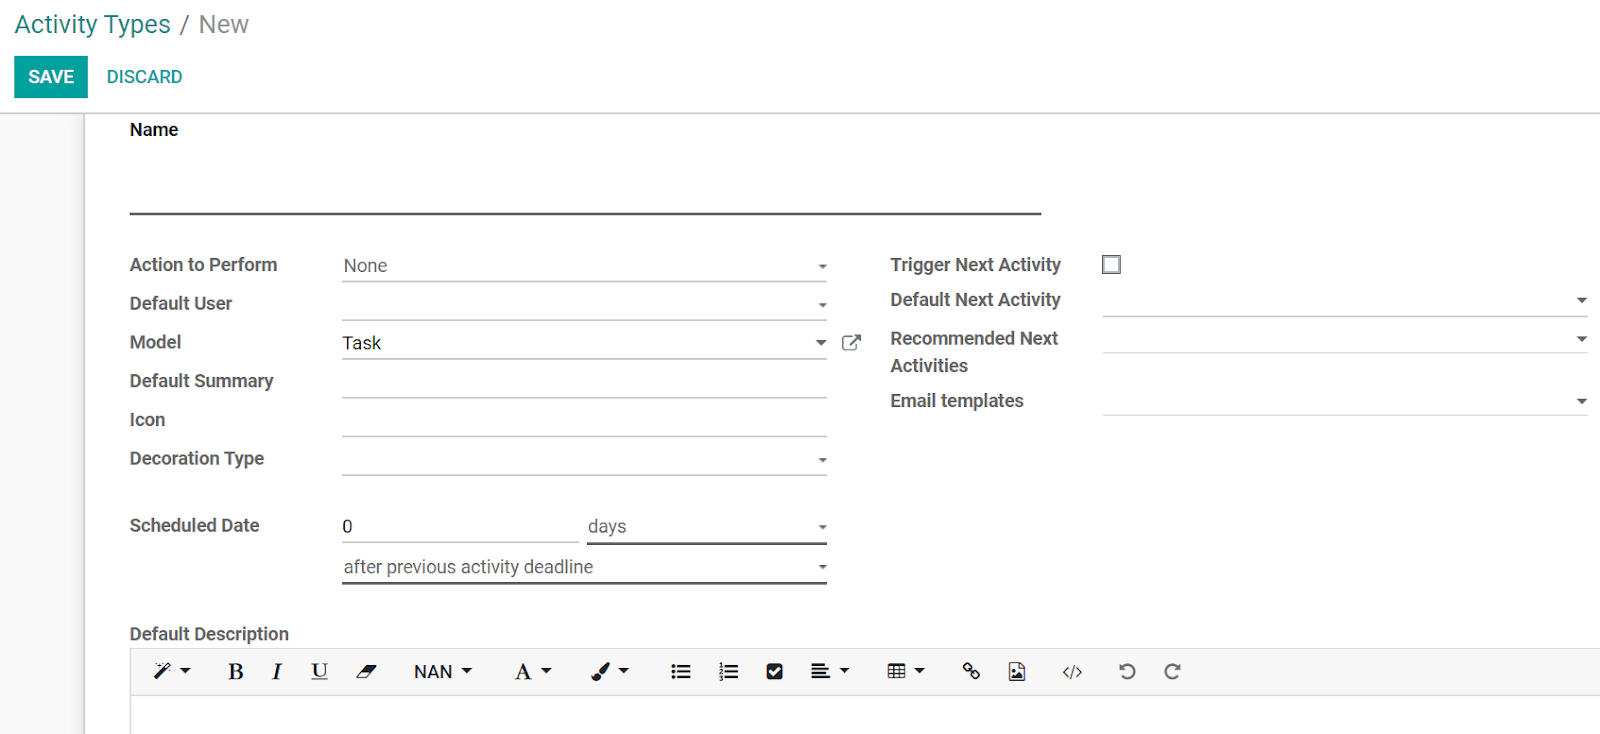 Activity Types / New
SAVE DISCARD
Name
Action to Perform None
Default User
Model Task
Default Summary
Icon
Decoration Type
Scheduled Date 0 days
after previous activity deadline
Trigger Next Activity
Default Next Activity
Recommended Next
Activities
Email templates
Default Description
B I U NAN A